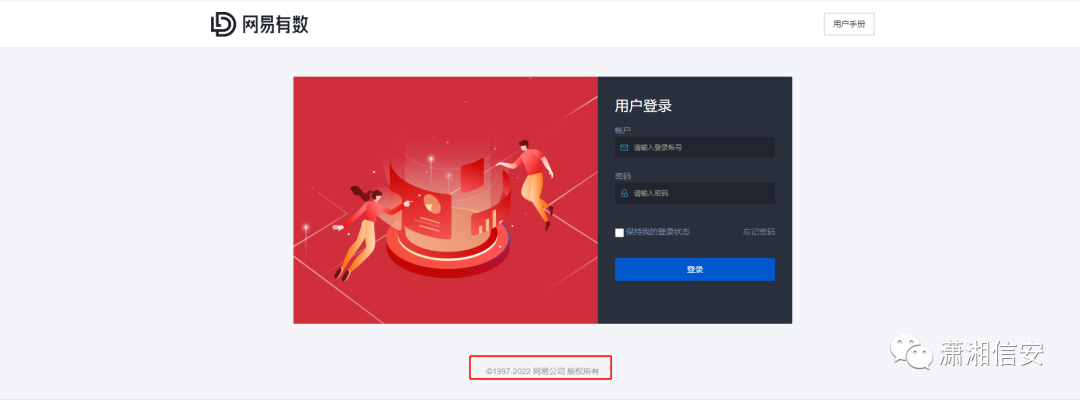 网易有数
用户手册
用户登录
帐户
请输入登录帐号
密码
请输入密码
保持我的登录状态
忘记密码
登录
©1997-2022 网易公司 版权所有
潇湘信安